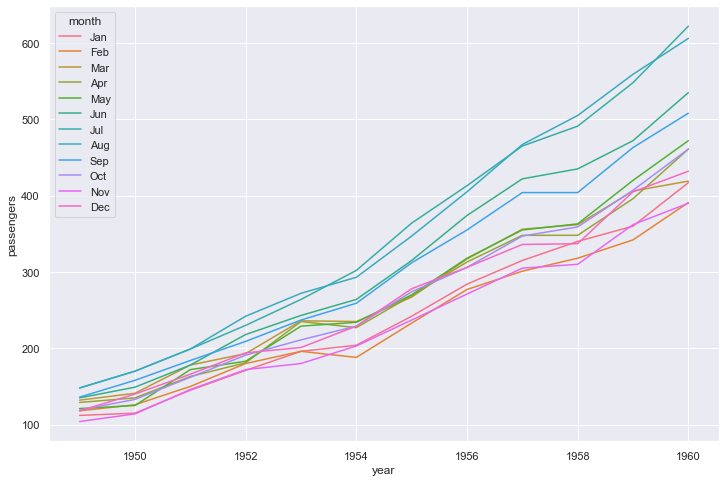 month
Jan
Feb
Mar
Apr
May
Jun
Jul
Aug
Sep
Oct
Nov
Dec
600
500
400
300
200
100
passengers
1950 1952 1954 1956 1958 1960
year